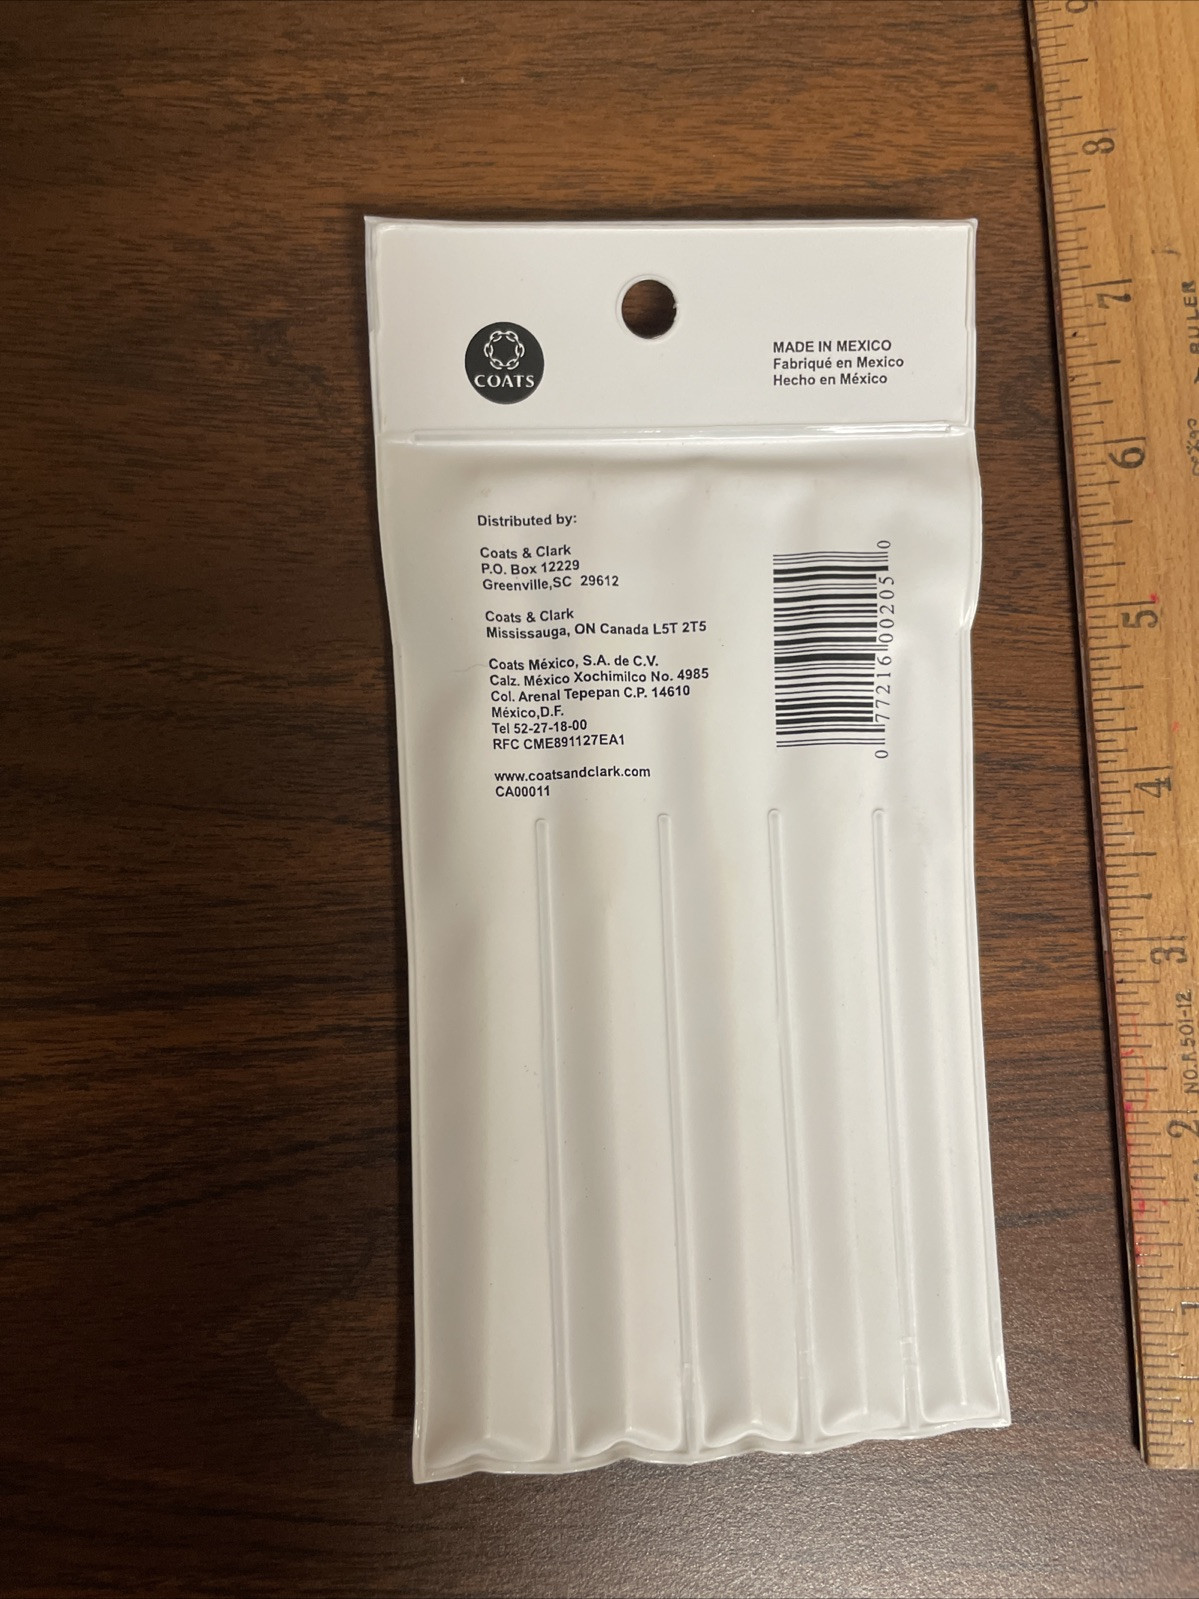 COATS
MADE IN MEXICO
Fabriqué en Mexico
Hecho en México
Distributed by:
Coats & Clark
P.O. Box 12229
Greenville,SC 29612
Coats & Clark
Mississauga, ON Canada L5T 2T5
Coats México, S.A. de C.V.
Calz. México Xochimilco No. 4985
Col. Arenal Tepepan C.P. 14610
México,D.F.
Tel 52-27-18-00
RFC CME891127EA1
www.coatsandclark.com
CA00011
0 77216 00205 0
9
8
7
6
5
4
3
2
1
NO.R501-12